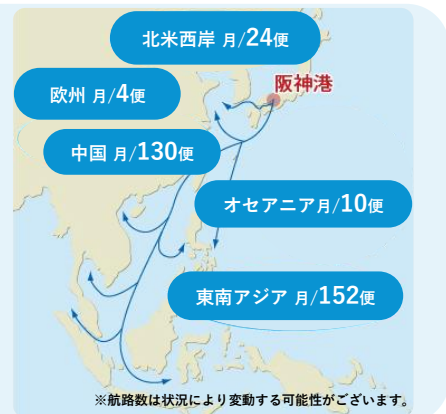 北米西岸 月/24便
阪神港
欧州 月/4便
中国 月/130便
オセアニア月/10便
東南アジア 月/152便
※航路数は状況により変動する可能性がございます。